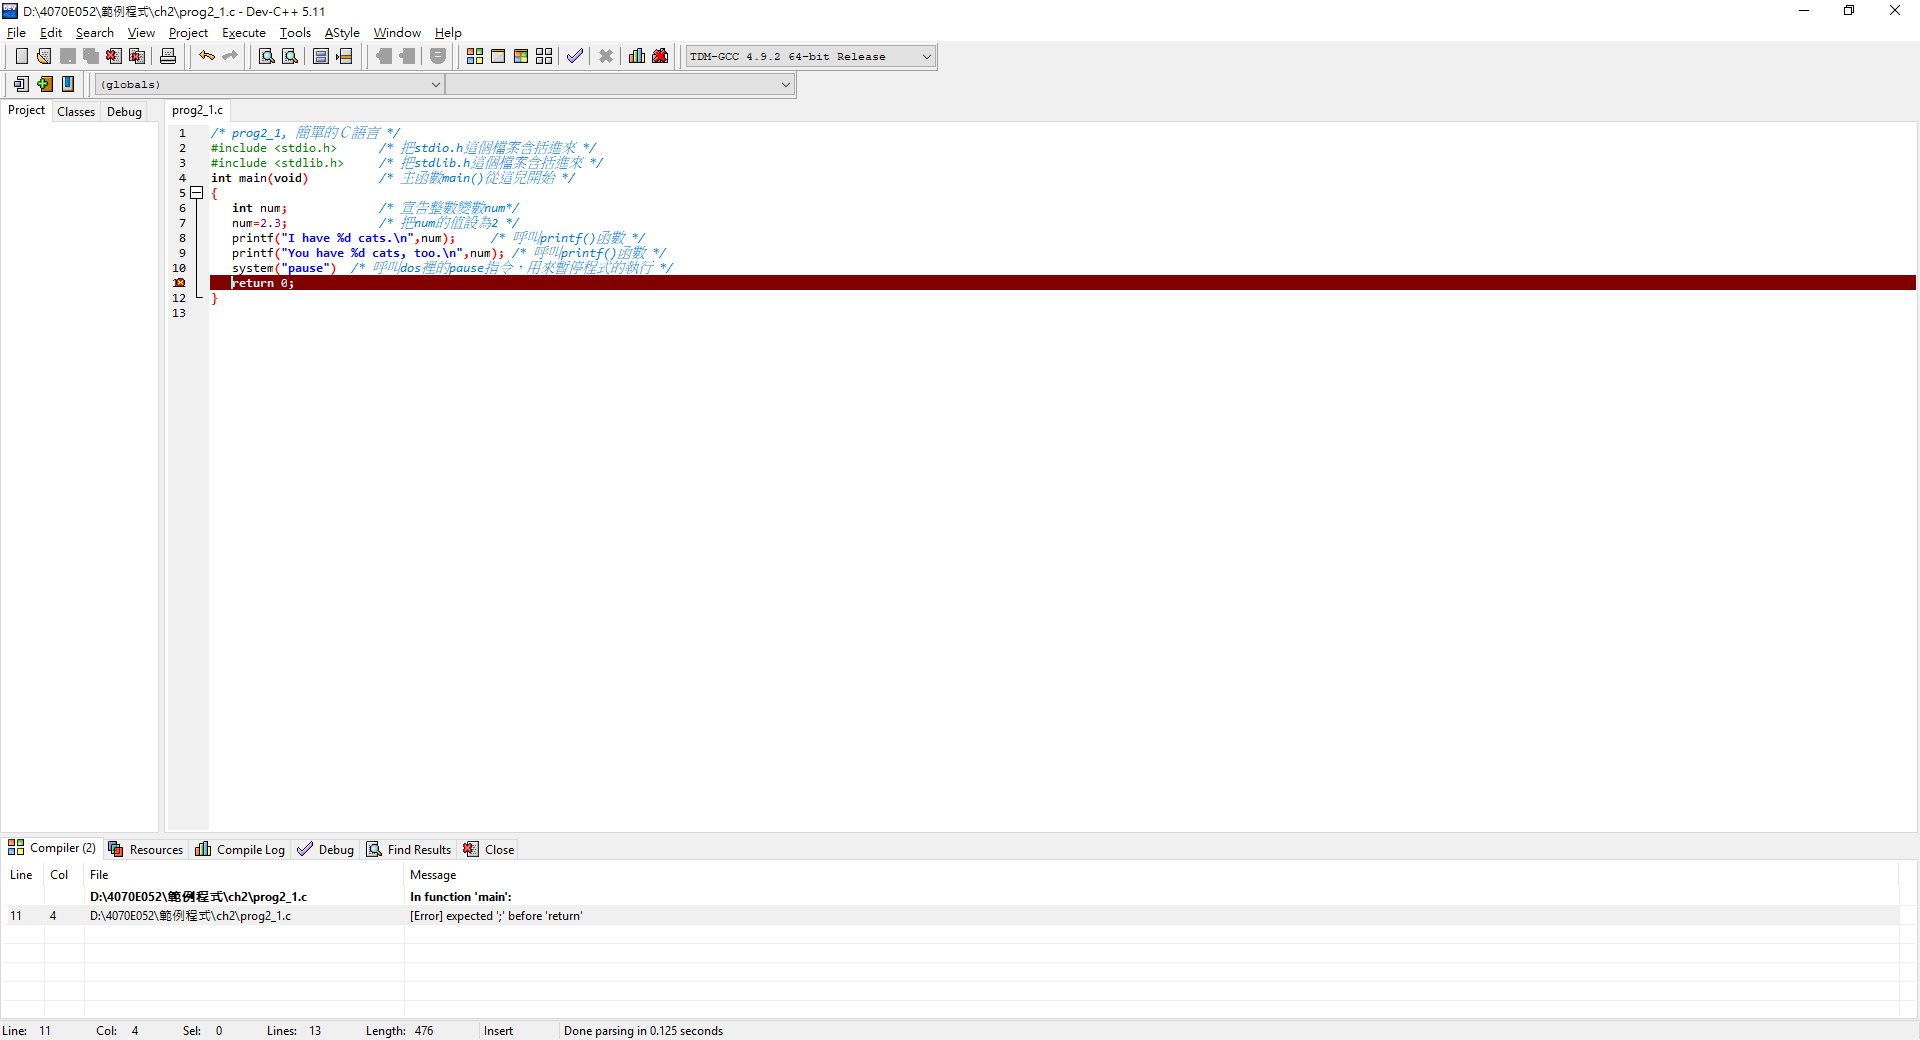 D:\4070E052\範例程式\ch2\prog2_1.c - Dev-C++ 5.11
File Edit Search View Project Execute Tools AStyle Window Help
TDM-GCC 4.9.2 64-bit Release
(globals)
Project Classes Debug prog2_1.c
1 /* prog2_1, 簡單的Ｃ語言 */
2 #include <stdio.h> /* 把stdio.h這個檔案含括進來 */
3 #include <stdlib.h> /* 把stdlib.h這個檔案含括進來 */
4 int main(void) /* 主函數main()從這兒開始 */
5 {
6 int num; /* 宣告整數變數num*/
7 num=2.3; /* 把num的值設為2 */
8 printf("I have %d cats.\n",num); /* 呼叫printf()函數 */
9 printf("You have %d cats, too.\n",num); /* 呼叫printf()函數 */
10 system("pause") /* 呼叫dos裡的pause指令，用來暫停程式的執行 */
return 0;
12 }
13
Compiler (2) Resources Compile Log Debug Find Results Close
Line Col File Message
D:\4070E052\範例程式\ch2\prog2_1.c In function 'main':
11 4 D:\4070E052\範例程式\ch2\prog2_1.c [Error] expected ';' before 'return'
Line: 11 Col: 4 Sel: 0 Lines: 13 Length: 476 Insert Done parsing in 0.125 seconds